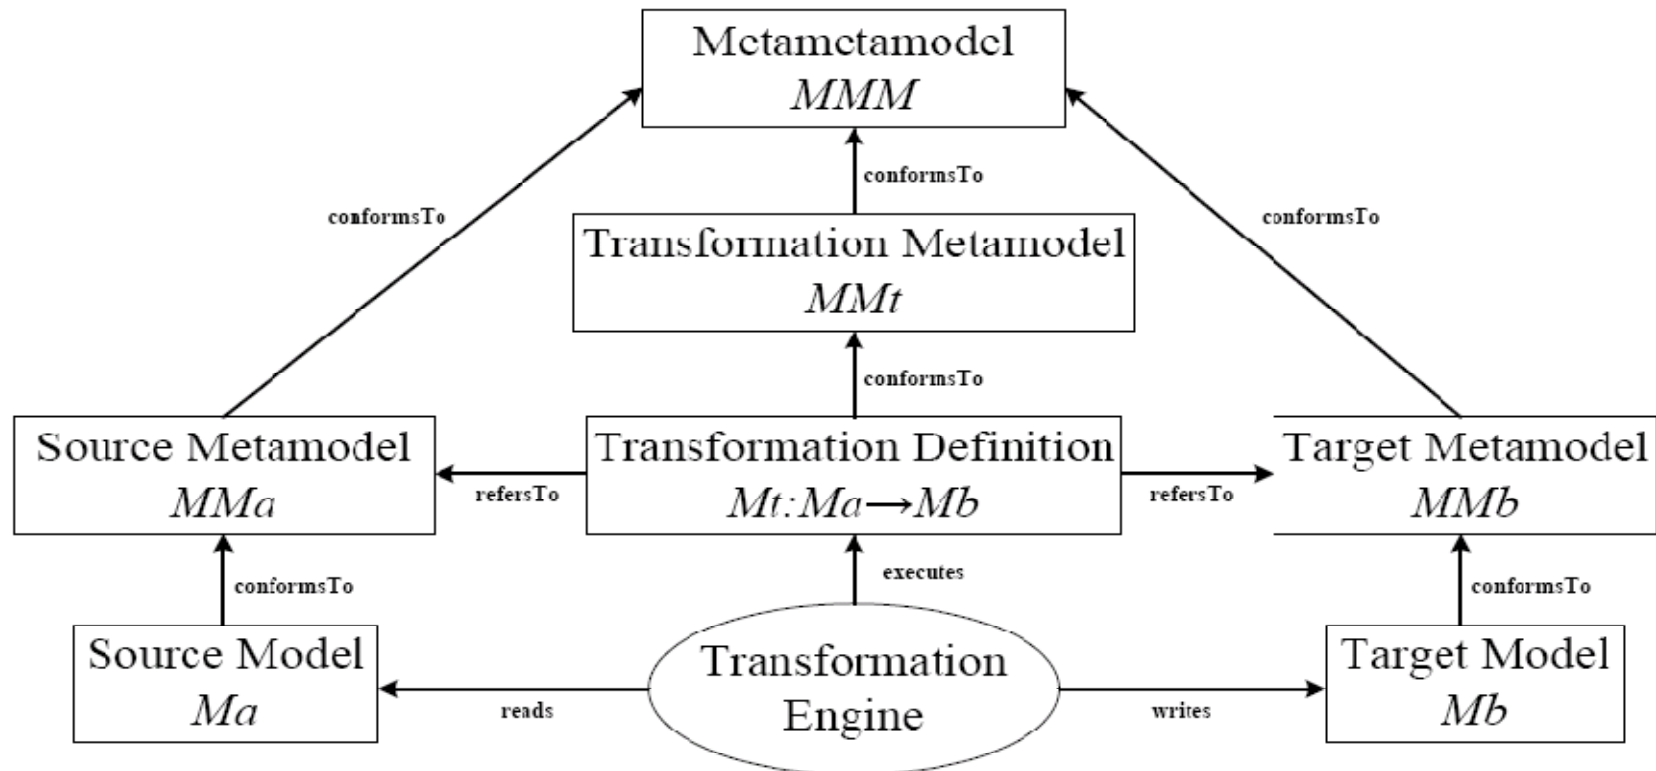 Metametamodel
MMM
conformsTo
conformsTo
conformsTo
Transformation Metamodel
MMt
conformsTo
Source Metamodel
MMa
refersTo
Transformation Definition
Mt:Ma→Mb
refersTo
Target Metamodel
MMb
conformsTo
executes
conformsTo
Source Model
Ma
reads
Transformation
Engine
writes
Target Model
Mb